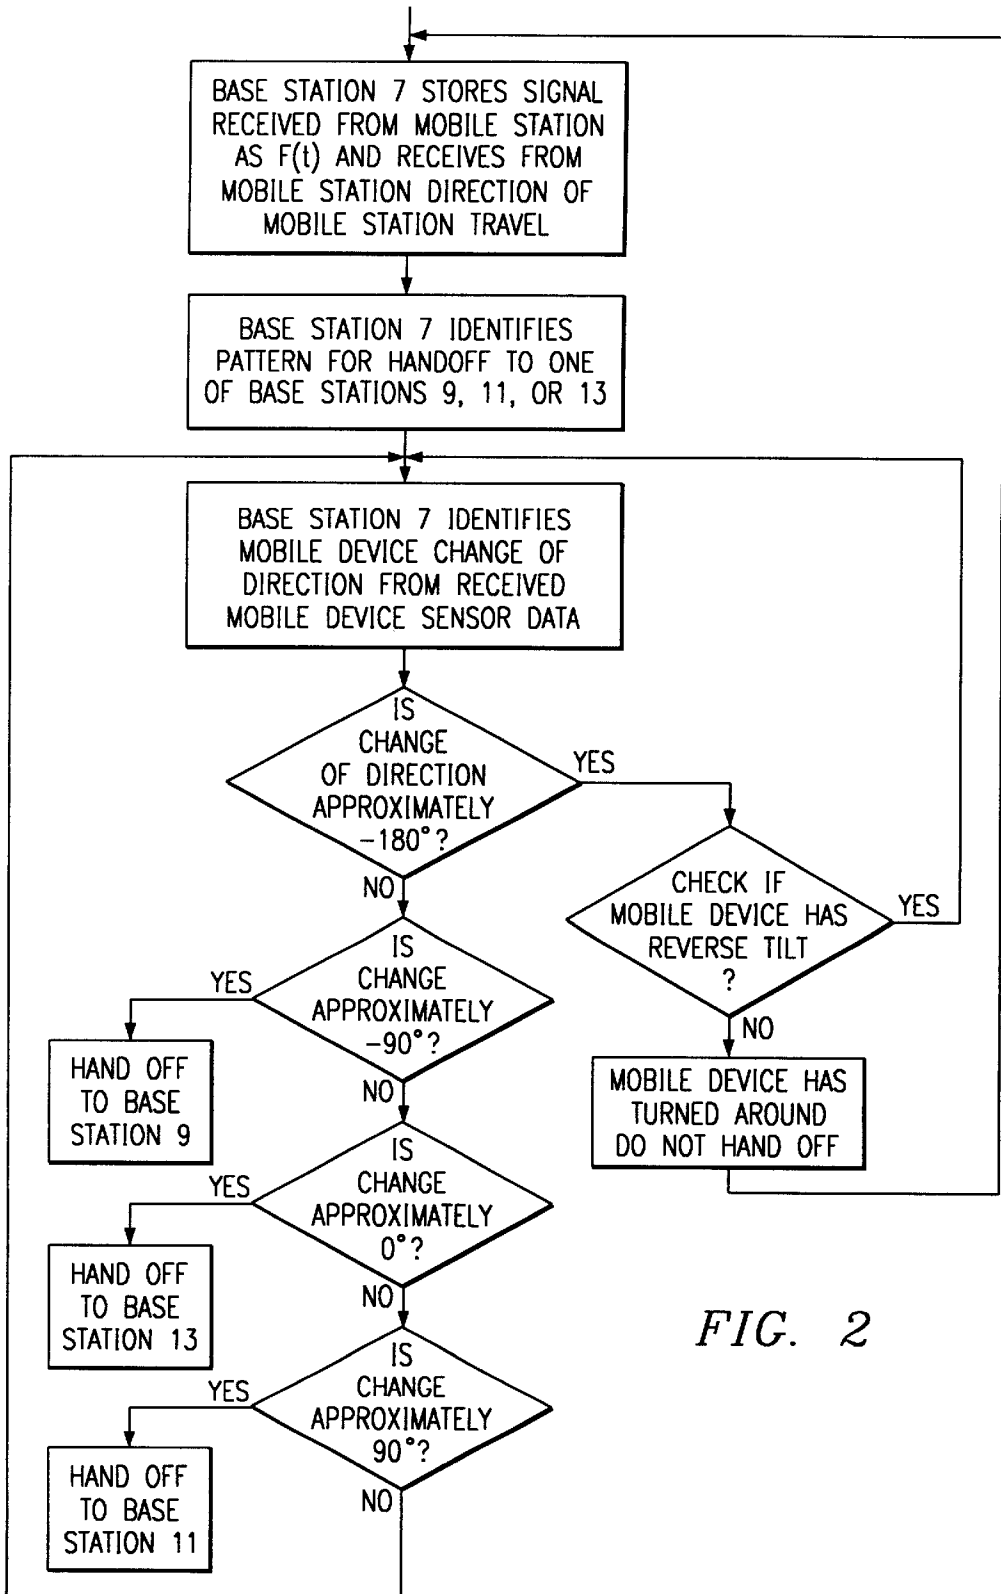 BASE STATION 7 STORES SIGNAL
RECEIVED FROM MOBILE STATION
AS F(t) AND RECEIVES FROM
MOBILE STATION DIRECTION OF
MOBILE STATION TRAVEL
BASE STATION 7 IDENTIFIES
PATTERN FOR HANDOFF TO ONE
OF BASE STATIONS 9, 11, OR 13
BASE STATION 7 IDENTIFIES
MOBILE DEVICE CHANGE OF
DIRECTION FROM RECEIVED
MOBILE DEVICE SENSOR DATA
IS
CHANGE
OF DIRECTION
APPROXIMATELY
-180°?
YES
NO
CHECK IF
MOBILE DEVICE HAS
REVERSE TILT
?
YES
NO
MOBILE DEVICE HAS
TURNED AROUND
DO NOT HAND OFF
IS
CHANGE
APPROXIMATELY
-90°?
YES
NO
HAND OFF
TO BASE
STATION 9
IS
CHANGE
APPROXIMATELY
0°?
YES
NO
HAND OFF
TO BASE
STATION 13
IS
CHANGE
APPROXIMATELY
90°?
YES
NO
HAND OFF
TO BASE
STATION 11
FIG. 2